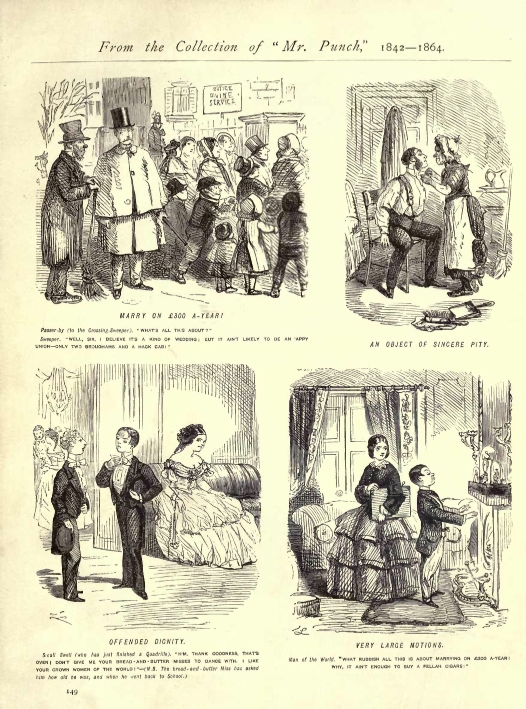 From the Collection of "Mr. Punch," 1842—1864.
OFFICE
DIVINE
SERVICE
MARRY ON £300 A-YEAR!
Passer-by (to the Crossing-Sweeper). "WHAT'S ALL THIS ABOUT?"
Sweeper. "WELL, SIR, I BELIEVE IT'S A KIND OF WEDDING; BUT IT AIN'T LIKELY TO BE AN 'APPY
UNION—ONLY TWO BROUGHAMS AND A HACK CAB!"
AN OBJECT OF SINCERE PITY.
OFFENDED DIGNITY.
Small Swell (who has just finished a Quadrille). "H'M, THANK GOODNESS, THAT'S
OVER; DON'T GIVE ME YOUR BREAD-AND-BUTTER MISSES TO DANCE WITH. I LIKE
YOUR GROWN WOMEN OF THE WORLD!"—(N.B. The bread-and-butter Miss has asked
him how old he was, and when he went back to School.)
VERY LARGE NOTIONS.
Man of the World. "WHAT RUBBISH ALL THIS IS ABOUT MARRYING ON £300 A-YEAR!
WHY, IT AIN'T ENOUGH TO BUY A FELLAH CIGARS!"
149